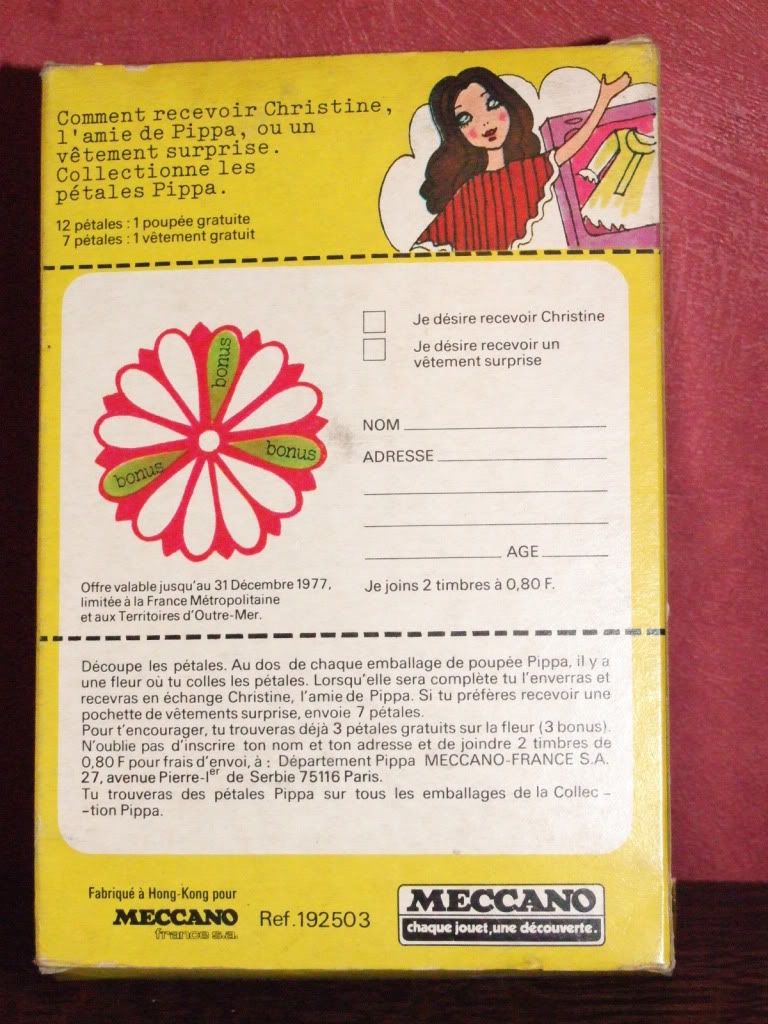 Comment recevoir Christine,
l'amie de Pippa, ou un
vêtement surprise.
Collectionne les
pétales Pippa.
12 pétales : 1 poupée gratuite
7 pétales : 1 vêtement gratuit
bonus
bonus
bonus
Je désire recevoir Christine
Je désire recevoir un
vêtement surprise
NOM
ADRESSE
AGE
Offre valable jusqu'au 31 Décembre 1977,
limitée à la France Métropolitaine
et aux Territoires d'Outre-Mer.
Je joins 2 timbres à 0,80 F.
Découpe les pétales. Au dos de chaque emballage de poupée Pippa, il y a
une fleur où tu colles les pétales. Lorsqu'elle sera complète tu l'enverras et
recevras en échange Christine, l'amie de Pippa. Si tu préfères recevoir une
pochette de vêtements surprise, envoie 7 pétales.
Pour t'encourager, tu trouveras déjà 3 pétales gratuits sur la fleur (3 bonus).
N'oublie pas d'inscrire ton nom et ton adresse et de joindre 2 timbres de
0,80 F pour frais d'envoi, à : Département Pippa MECCANO-FRANCE S.A.
27, avenue Pierre-Ier de Serbie 75116 Paris.
Tu trouveras des pétales Pippa sur tous les emballages de la Collec -
-tion Pippa.
Fabriqué à Hong-Kong pour
MECCANO
france s.a.
Ref.192503
MECCANO
chaque jouet, une découverte.